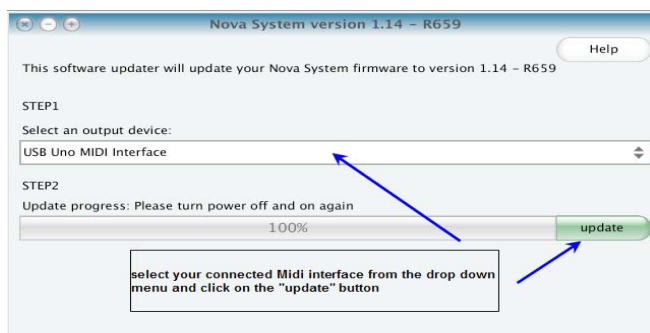 Nova System version 1.14 – R659
Help
This software updater will update your Nova System firmware to version 1.14 – R659
STEP1
Select an output device:
USB Uno MIDI Interface
STEP2
Update progress: Please turn power off and on again
100%
update
select your connected Midi interface from the drop down
menu and click on the "update" button